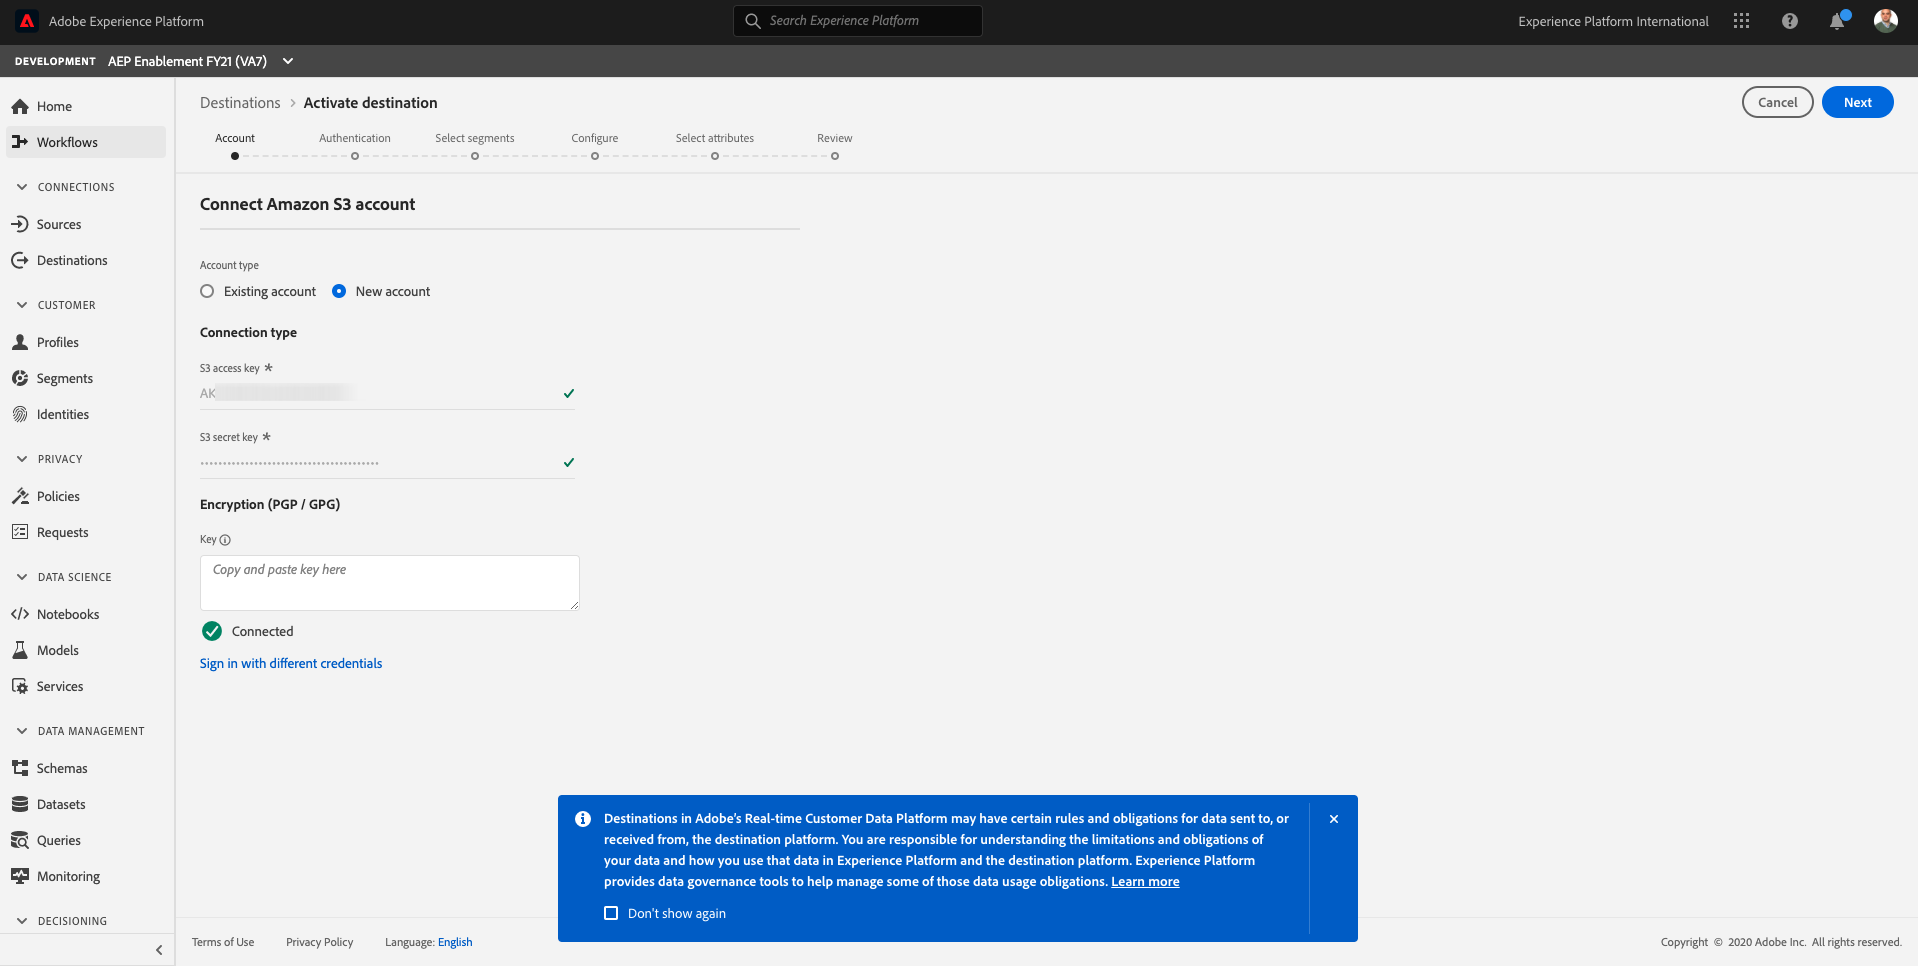 Adobe Experience Platform
Search Experience Platform
Experience Platform International
DEVELOPMENT AEP Enablement FY21 (VA7)
Home
Workflows
CONNECTIONS
Sources
Destinations
CUSTOMER
Profiles
Segments
Identities
PRIVACY
Policies
Requests
DATA SCIENCE
Notebooks
Models
Services
DATA MANAGEMENT
Schemas
Datasets
Queries
Monitoring
DECISIONING
Destinations > Activate destination
Cancel
Next
Account
Authentication
Select segments
Configure
Select attributes
Review
Connect Amazon S3 account
Account type
Existing account
New account
Connection type
S3 access key *
AK
S3 secret key *
Encryption (PGP / GPG)
Key
Copy and paste key here
Connected
Sign in with different credentials
Destinations in Adobe's Real-time Customer Data Platform may have certain rules and obligations for data sent to, or
received from, the destination platform. You are responsible for understanding the limitations and obligations of
your data and how you use that data in Experience Platform and the destination platform. Experience Platform
provides data governance tools to help manage some of those data usage obligations. Learn more
Don't show again
Terms of Use
Privacy Policy
Language: English
Copyright © 2020 Adobe Inc. All rights reserved.